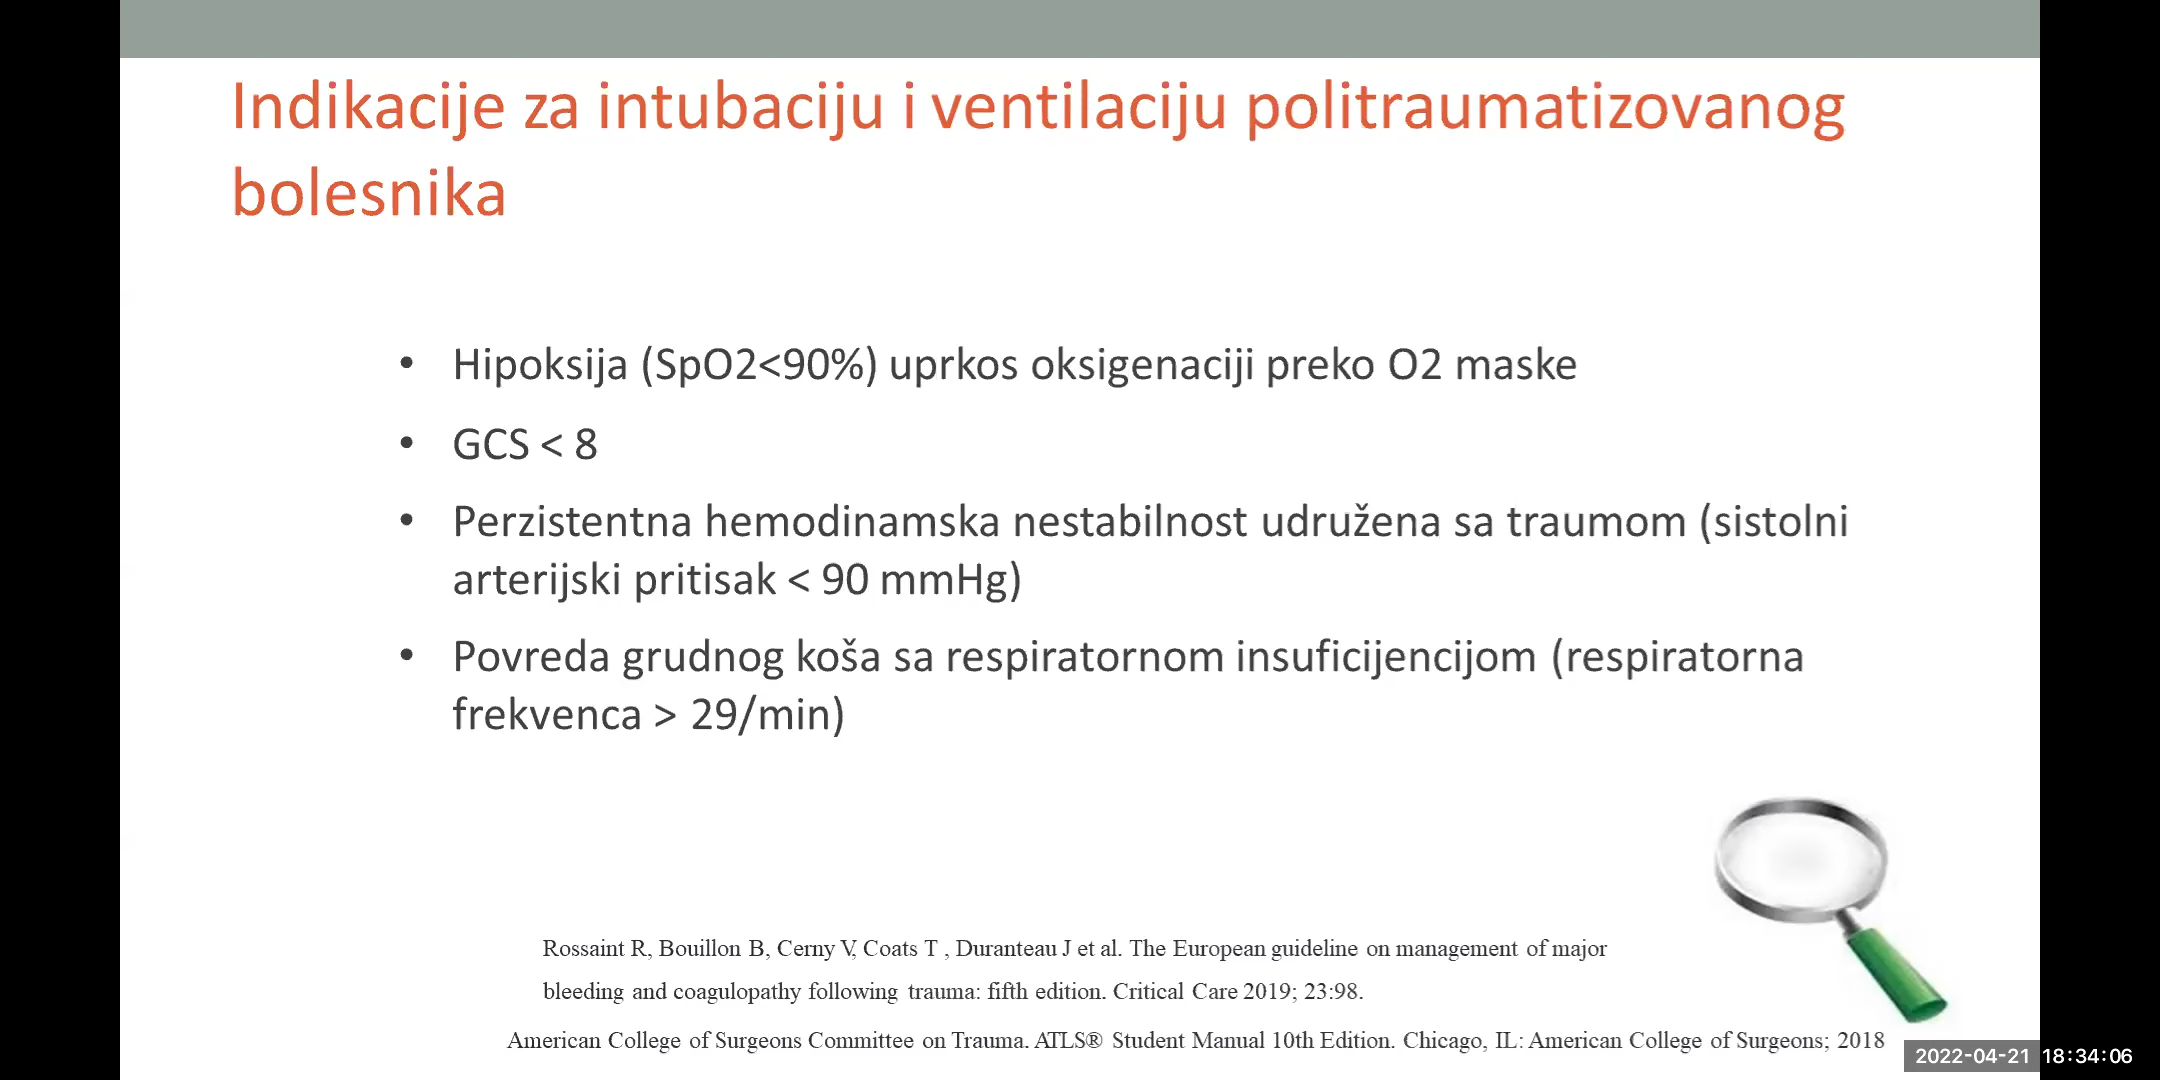 Indikacije za intubaciju i ventilaciju politraumatizovanog
bolesnika
• Hipoksija (SpO2<90%) uprkos oksigenaciji preko O2 maske
• GCS < 8
• Perzistentna hemodinamska nestabilnost udružena sa traumom (sistolni
arterijski pritisak < 90 mmHg)
• Povreda grudnog koša sa respiratornom insuficijencijom (respiratorna
frekvenca > 29/min)
Rossaint R, Bouillon B, Cerny V, Coats T , Duranteau J et al. The European guideline on management of major
bleeding and coagulopathy following trauma: fifth edition. Critical Care 2019; 23:98.
American College of Surgeons Committee on Trauma. ATLS® Student Manual 10th Edition. Chicago, IL: American College of Surgeons; 2018
2022-04-21 18:34:06